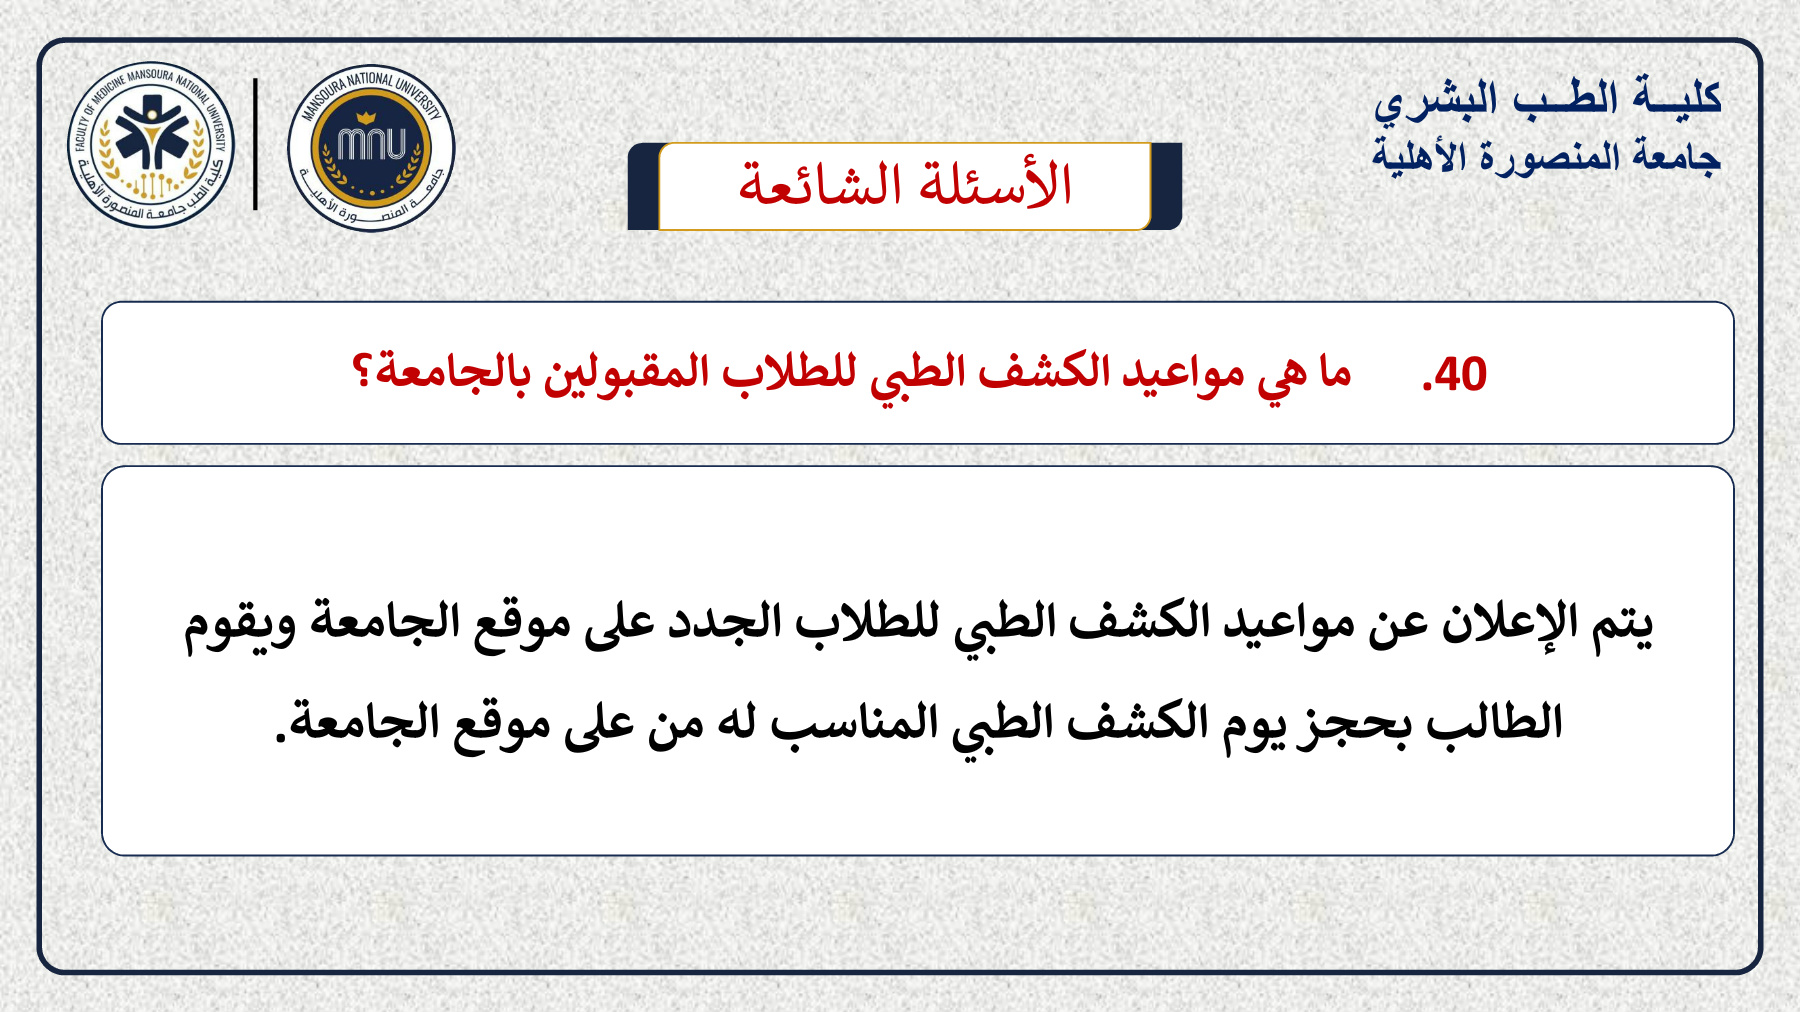 كليـــة الطـــب البشري
جامعة المنصورة الأهلية
FACULTY OF MEDICINE MANSOURA NATIONAL UNIVERSITY
كلية الطب جامعة المنصورة الأهلية
MANSOURA NATIONAL UNIVERSITY
mnu
جامعة المنصورة الأهلية
الأسئلة الشائعة
40. ما هي مواعيد الكشف الطبي للطلاب المقبولين بالجامعة؟
يتم الإعلان عن مواعيد الكشف الطبي للطلاب الجدد على موقع الجامعة ويقوم
الطالب بحجز يوم الكشف الطبي المناسب له من على موقع الجامعة.